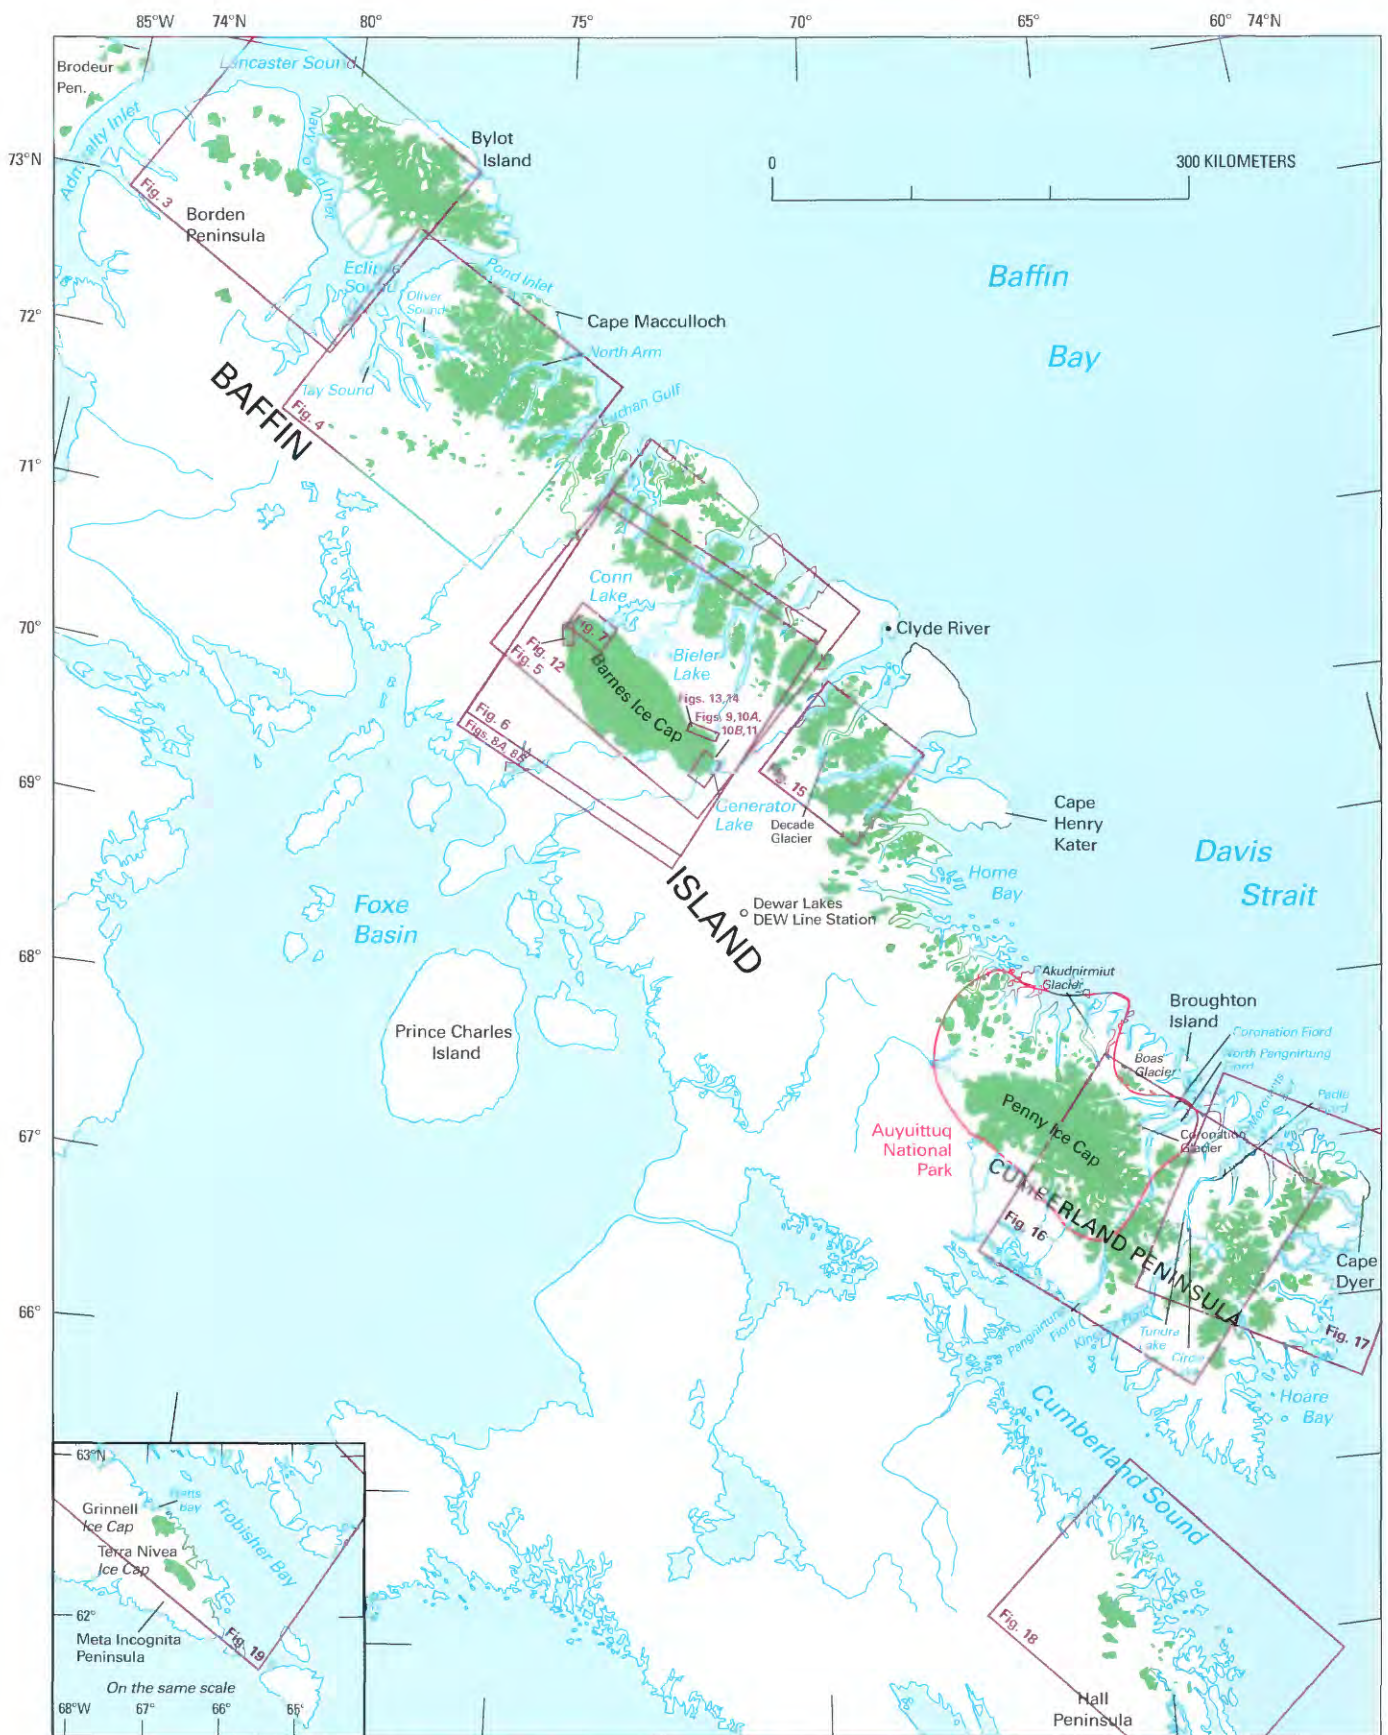 85°W 74°N 80° 75° 70° 65° 60° 74°N
Lancaster Sound
Brodeur
Pen.
Admiralty Inlet
Navy Board Inlet
Bylot
Island
0 300 KILOMETERS
73°N
Fig. 3
Borden
Peninsula
Eclipse
Sound
Pond Inlet
Oliver
Sound
Baffin
Bay
72°
Cape Macculloch
North Arm
Tay Sound
Buchan Gulf
Fig. 4
BAFFIN
71°
Conn
Lake
70°
Clyde River
Fig. 7
Fig. 12
Fig. 5
Barnes Ice Cap
Bieler
Lake
Figs. 13,14
Figs. 9,10A,
10B,11
Fig. 6
Figs. 8A, 8B
69°
Fig. 15
Generator
Lake
Decade
Glacier
Cape
Henry
Kater
Davis
Strait
Home
Bay
ISLAND
Dewar Lakes
DEW Line Station
Foxe
Basin
68°
Akudnirmiut
Glacier
Broughton
Island
Coronation Fiord
North Pangnirtung
Fiord
Prince Charles
Island
Boas
Glacier
Padle
Fiord
Penny Ice Cap
67°
Auyuittuq
National
Park
Coronation
Glacier
CUMBERLAND PENINSULA
Fig. 16
Cape
Dyer
66°
Pangnirtung
Fiord
Kingnait Fiord
Tundra
Lake
Circle
Fig. 17
Hoare
Bay
Cumberland Sound
63°N
Watts
Bay
Grinnell
Ice Cap
Frobisher Bay
Terra Nivea
Ice Cap
62°
Meta Incognita
Peninsula
Fig. 19
On the same scale
68°W 67° 66° 65°
Fig. 18
Hall
Peninsula